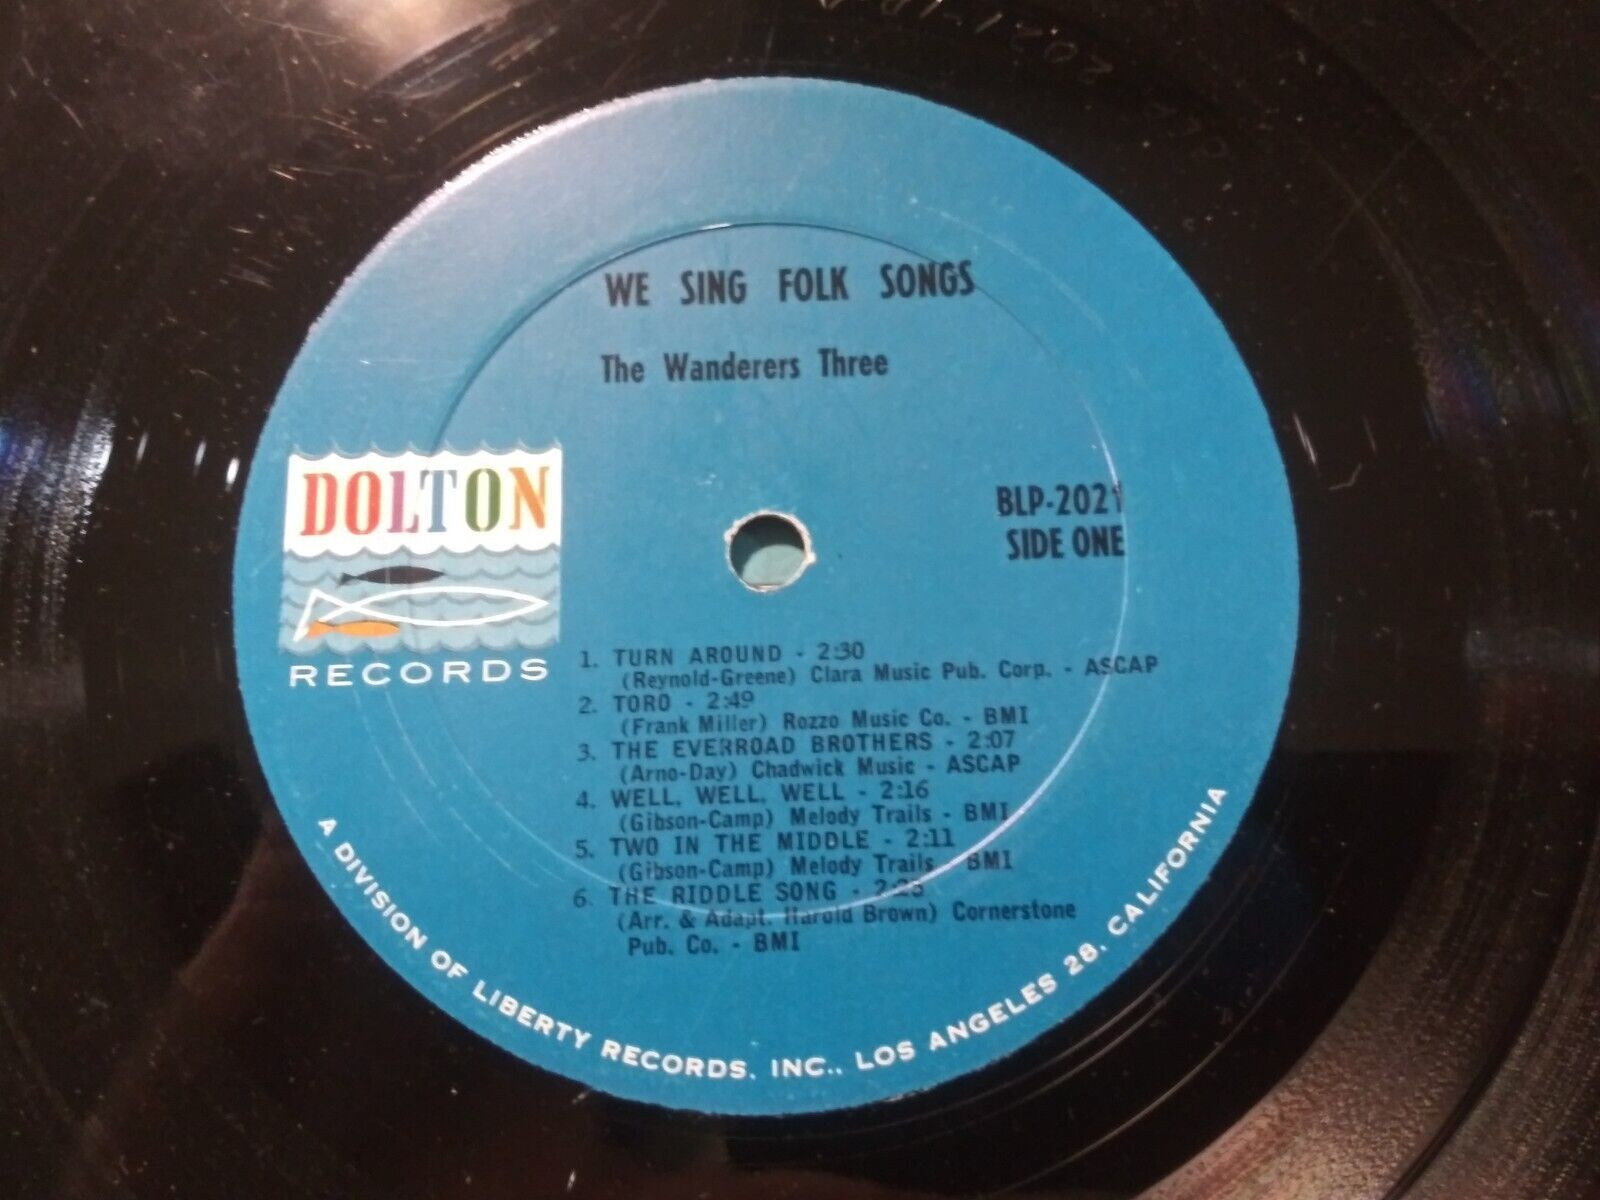 WE SING FOLK SONGS
The Wanderers Three
DOLTON
RECORDS
BLP-2021
SIDE ONE
1. TURN AROUND - 2:30
(Reynold-Greene) Clara Music Pub. Corp. - ASCAP
2. TORO - 2:49
(Frank Miller) Rozzo Music Co. - BMI
3. THE EVERROAD BROTHERS - 2:07
(Arno-Day) Chadwick Music - ASCAP
4. WELL, WELL, WELL - 2:16
(Gibson-Camp) Melody Trails - BMI
5. TWO IN THE MIDDLE - 2:11
(Gibson-Camp) Melody Trails - BMI
6. THE RIDDLE SONG -
(Arr. & Adapt. Harold Brown) Cornerstone
Pub. Co. - BMI
A DIVISION OF LIBERTY RECORDS, INC., LOS ANGELES 28, CALIFORNIA